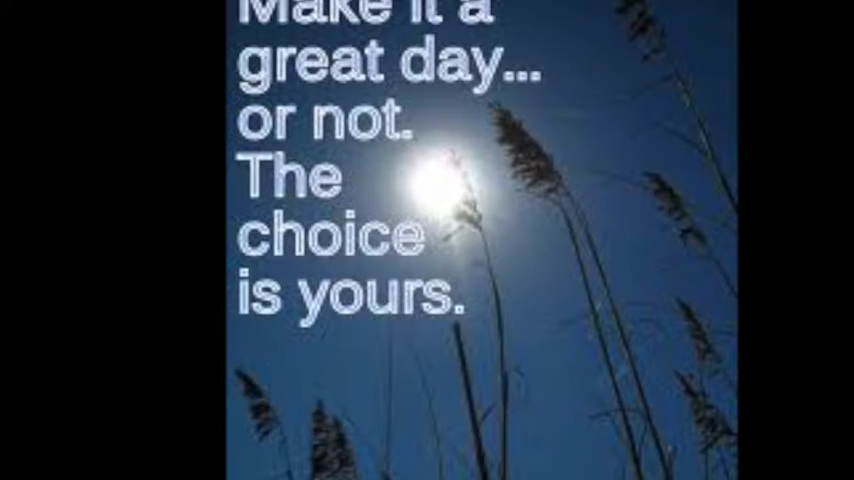 Make it a
great day...
or not.
The
choice
is yours.